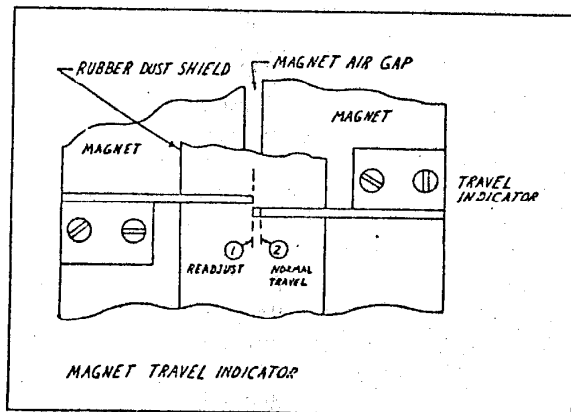 RUBBER DUST SHIELD
MAGNET AIR GAP
MAGNET
MAGNET
TRAVEL
INDICATOR
1
2
READJUST
NORMAL
TRAVEL
MAGNET TRAVEL INDICATOR